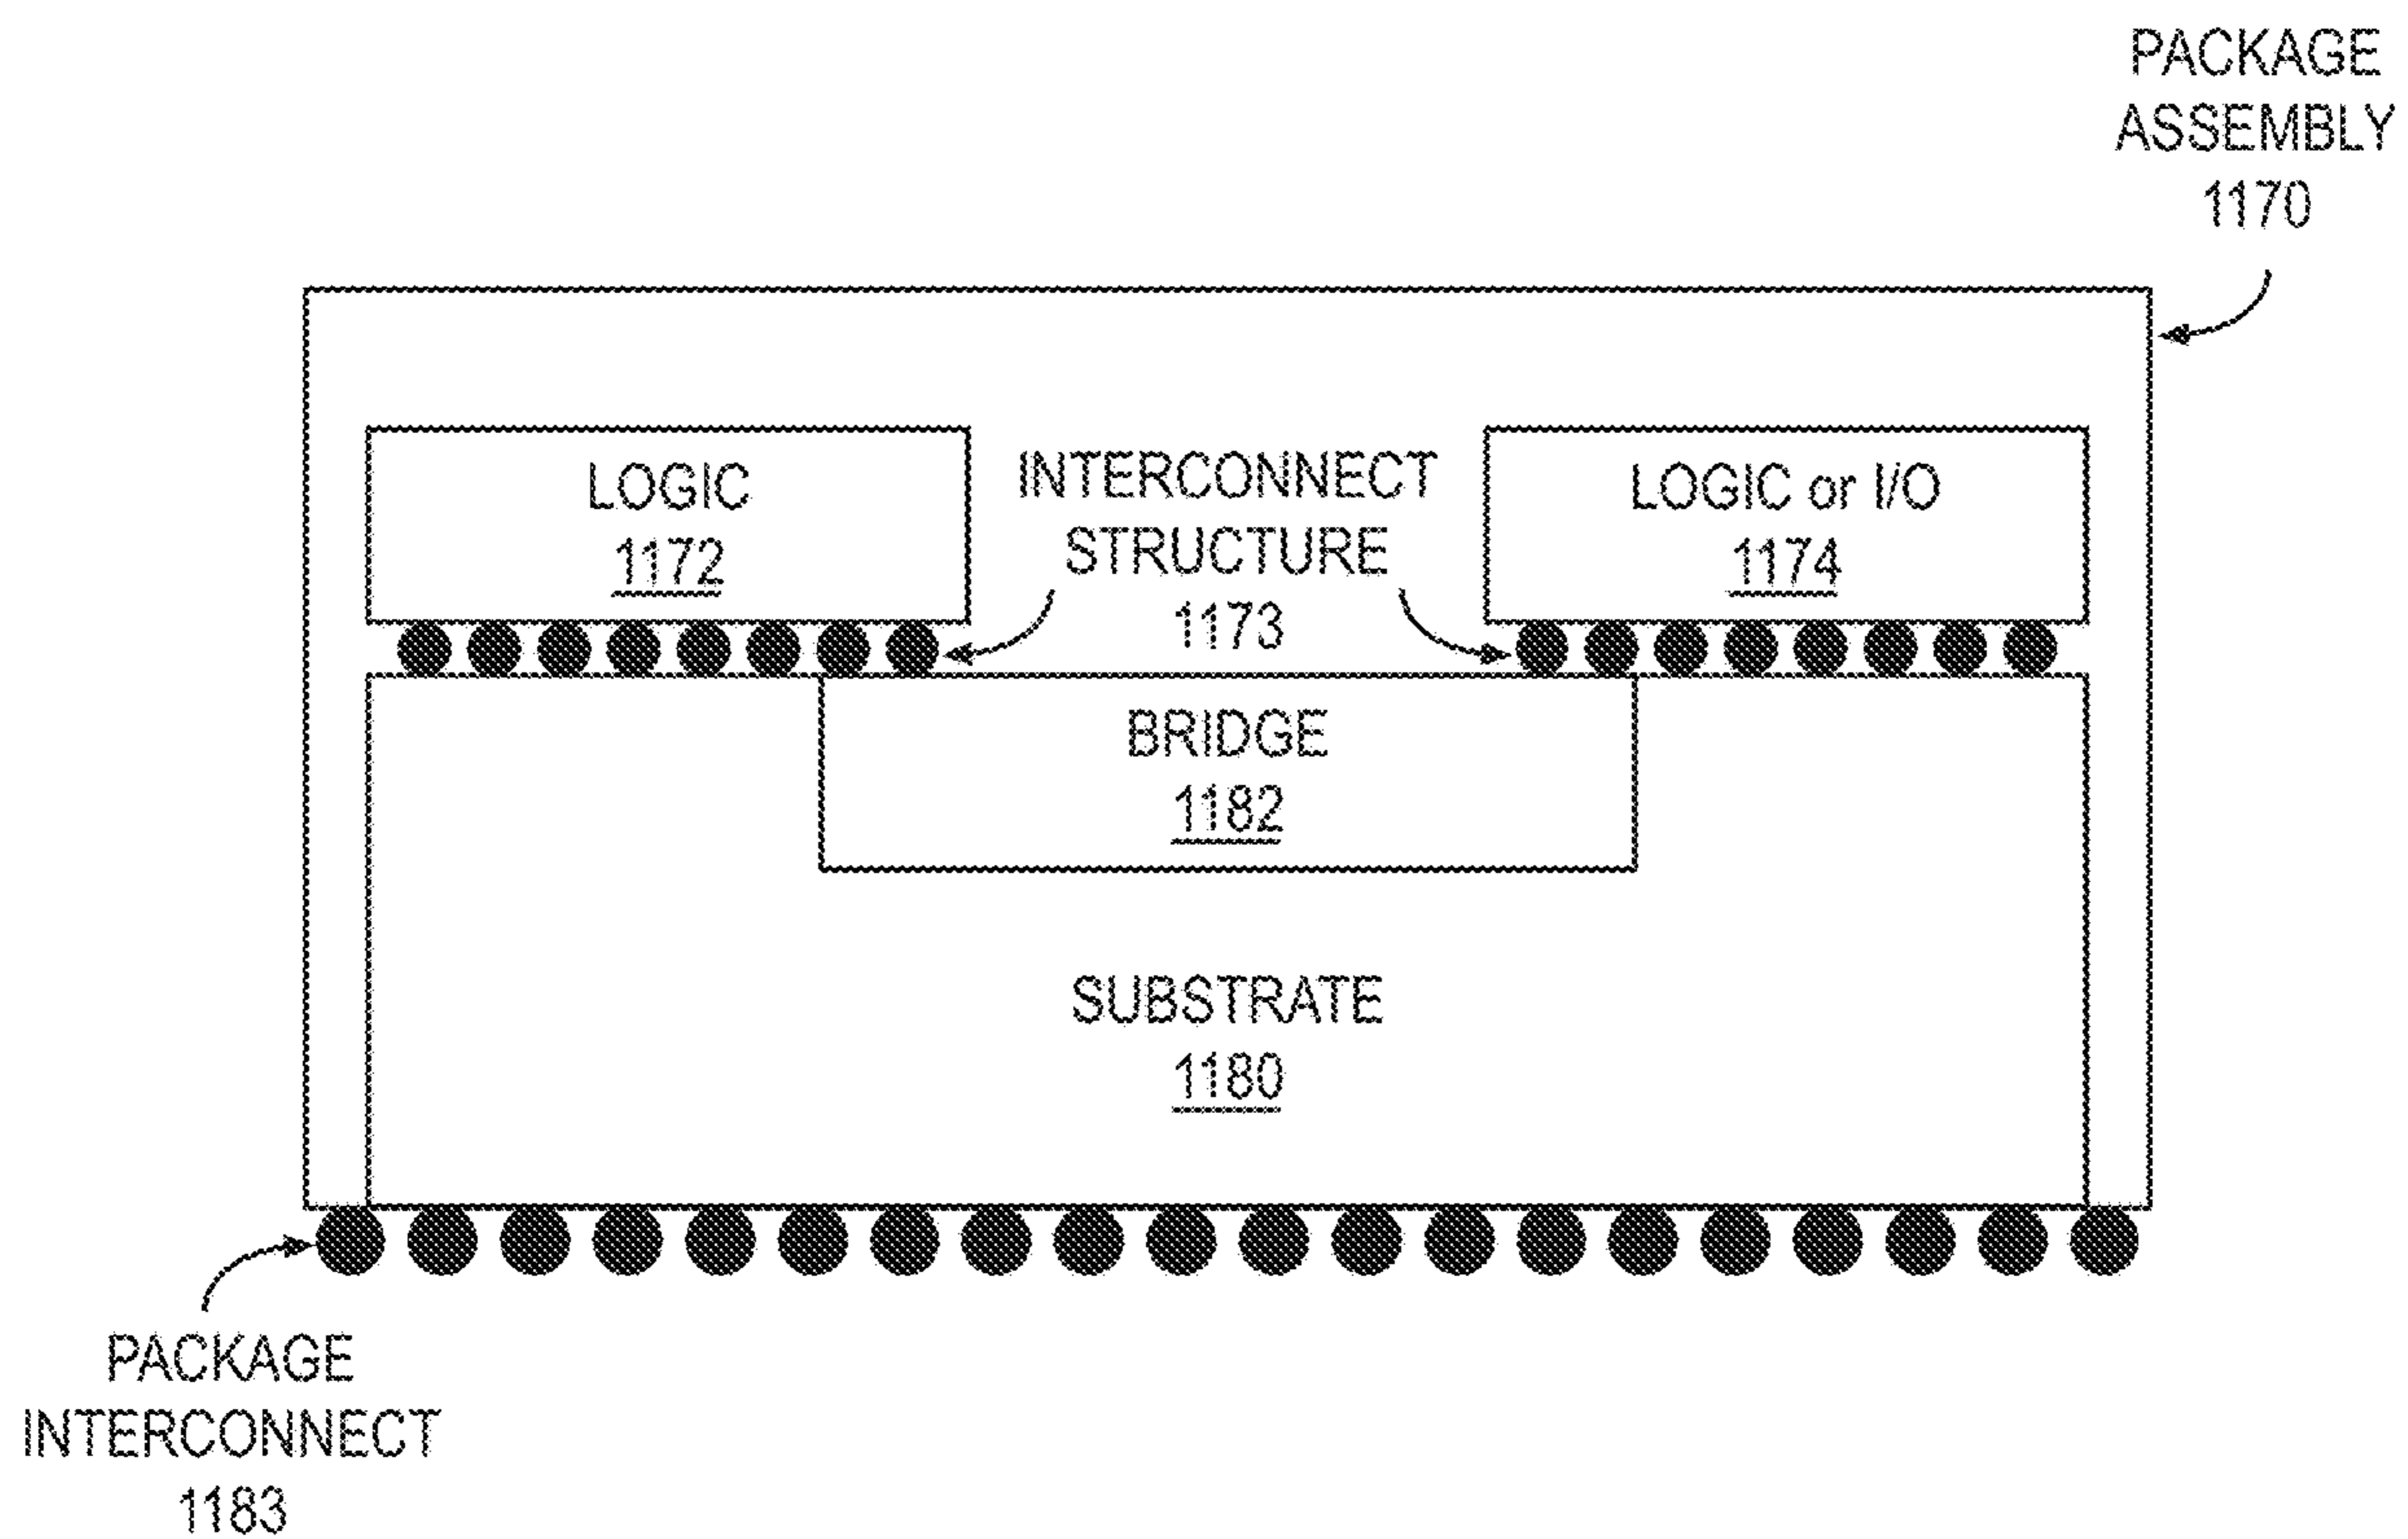 PACKAGE
ASSEMBLY
1170
LOGIC
1172
INTERCONNECT
STRUCTURE
1173
LOGIC or I/O
1174
BRIDGE
1182
SUBSTRATE
1180
PACKAGE
INTERCONNECT
1183